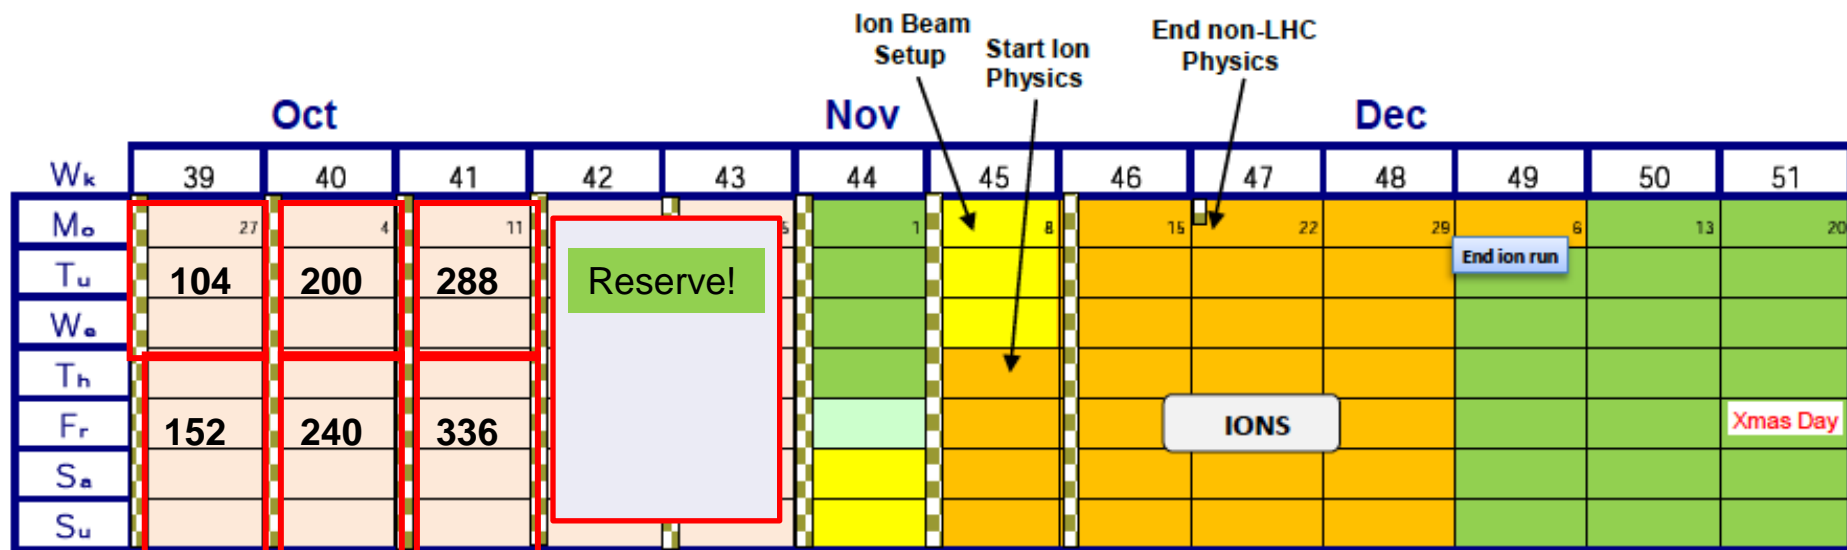 Ion Beam
Setup
Start Ion
Physics
End non-LHC
Physics
Oct Nov Dec
Wk 39 40 41 42 43 44 45 46 47 48 49 50 51
Mo 27 4 11 1 8 15 22 29 6 13 20
Tu 104 200 288 Reserve! End ion run
We
Th
Fr 152 240 336 IONS Xmas Day
Sa
Su